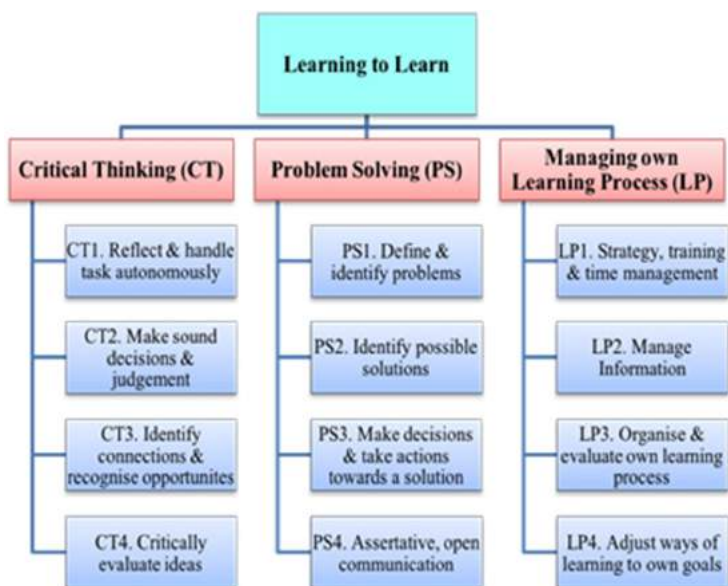 Learning to Learn
Critical Thinking (CT)
CT1. Reflect & handle
task autonomously
CT2. Make sound
decisions &
judgement
CT3. Identify
connections &
recognise opportunites
CT4. Critically
evaluate ideas
Problem Solving (PS)
PS1. Define &
identify problems
PS2. Identify possible
solutions
PS3. Make decisions
& take actions
towards a solution
PS4. Assertative, open
communication
Managing own
Learning Process (LP)
LP1. Strategy, training
& time management
LP2. Manage
Information
LP3. Organise &
evaluate own learning
process
LP4. Adjust ways of
learning to own goals